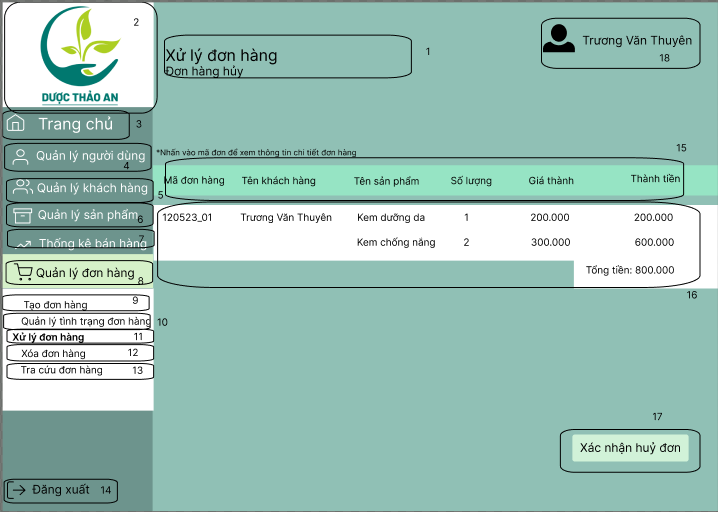 2
DƯỢC THẢO AN
Xử lý đơn hàng
Đơn hàng hủy
1
Trương Văn Thuyên
18
Trang chủ
3
Quản lý người dùng
4
Quản lý khách hàng
5
Quản lý sản phẩm
6
Thống kê bán hàng
7
Quản lý đơn hàng
8
Tạo đơn hàng
9
Quản lý tình trạng đơn hàng
10
Xử lý đơn hàng
11
Xóa đơn hàng
12
Tra cứu đơn hàng
13
Đăng xuất
14
*Nhấn vào mã đơn để xem thông tin chi tiết đơn hàng
15
Mã đơn hàng Tên khách hàng Tên sản phẩm Số lượng Giá thành Thành tiền
120523_01 Trương Văn Thuyên Kem dưỡng da 1 200.000 200.000
Kem chống nắng 2 300.000 600.000
Tổng tiền: 800.000
16
17
Xác nhận huỷ đơn